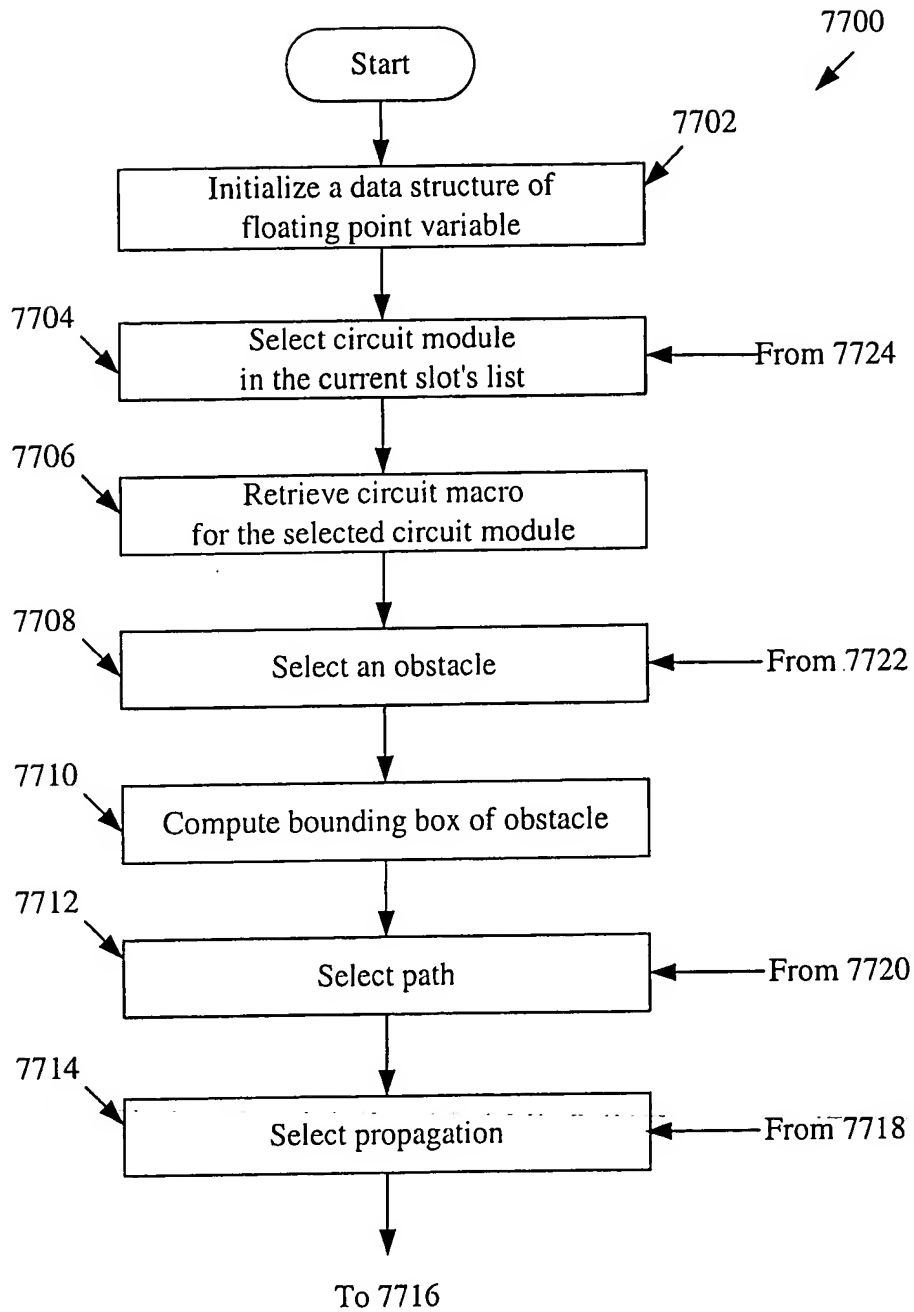 7700
Start
7702
Initialize a data structure of
floating point variable
7704
Select circuit module
in the current slot's list
From 7724
7706
Retrieve circuit macro
for the selected circuit module
7708
Select an obstacle
From 7722
7710
Compute bounding box of obstacle
7712
Select path
From 7720
7714
Select propagation
From 7718
To 7716